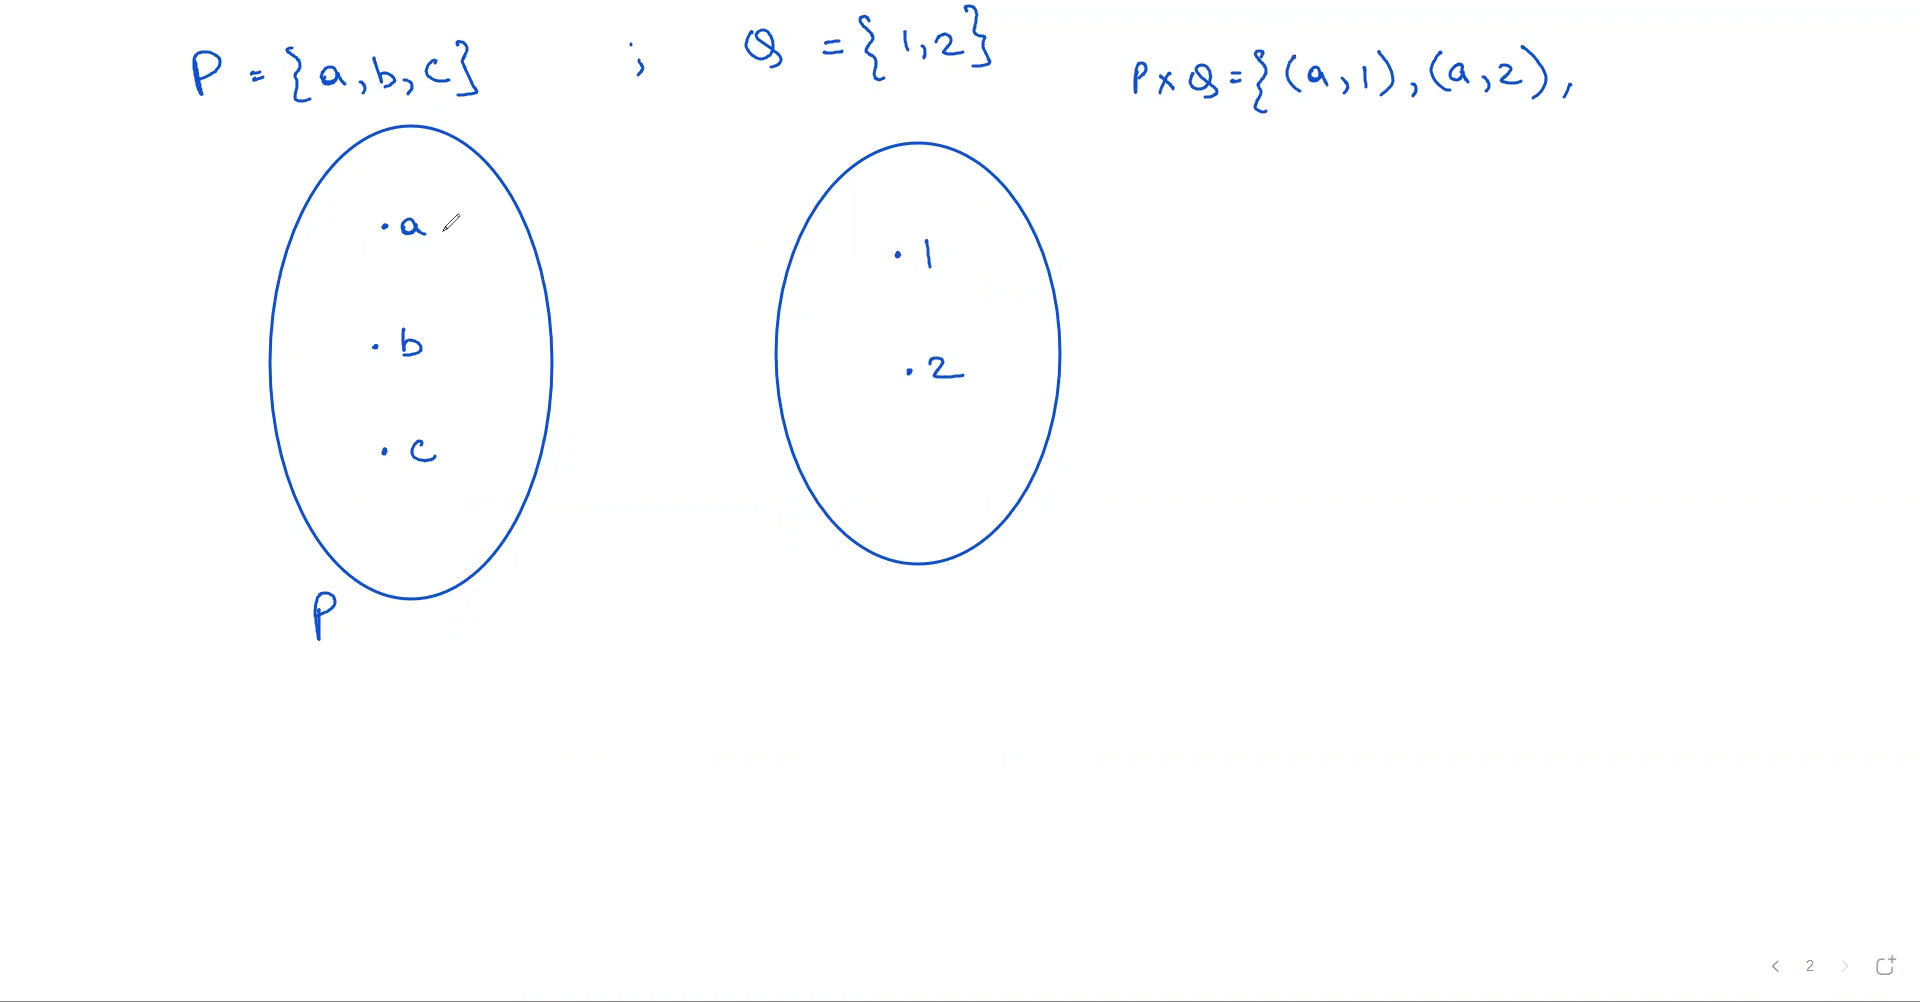 P = {a, b, c} ; Q = {1, 2} P × Q = {(a, 1), (a, 2),
· a
· 1
· b
· 2
· c
P
2